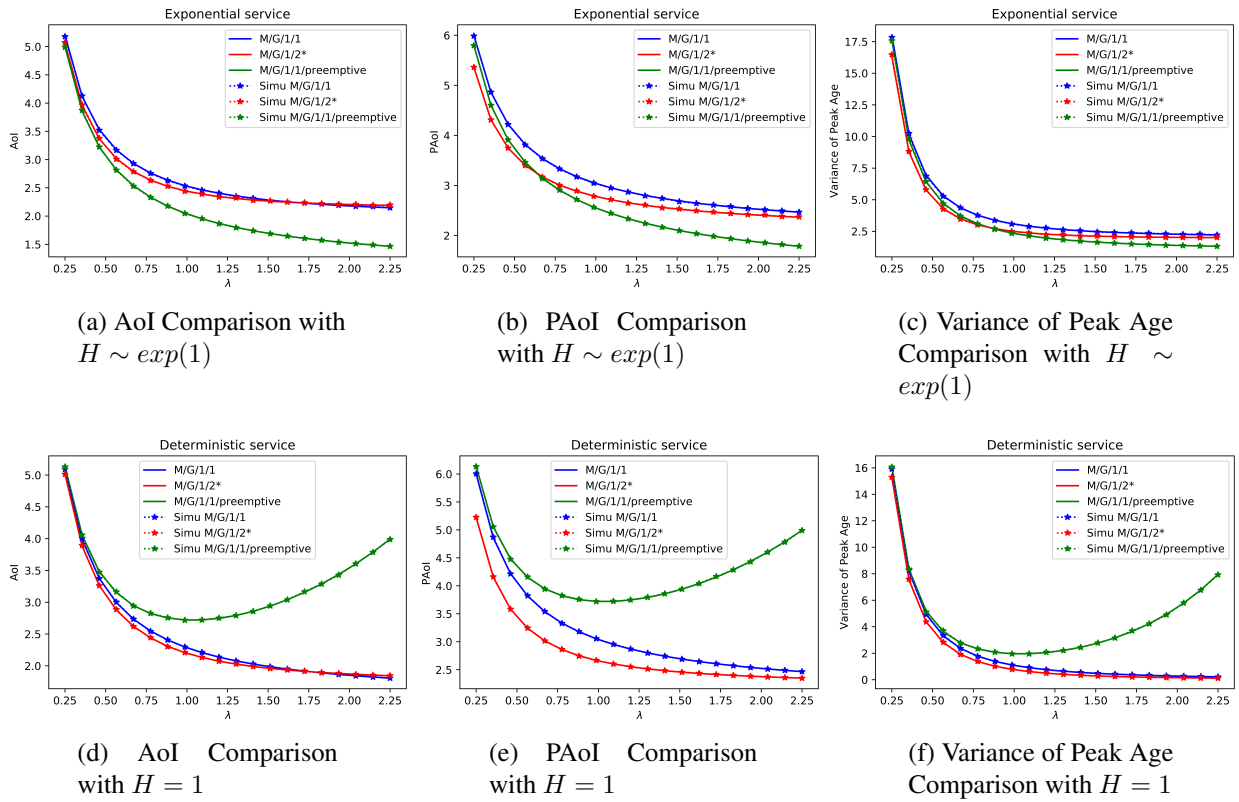 Exponential service
5.0
4.5
4.0
3.5
3.0
2.5
2.0
1.5
AoI
0.25 0.50 0.75 1.00 1.25 1.50 1.75 2.00 2.25
λ
M/G/1/1
M/G/1/2*
M/G/1/1/preemptive
Simu M/G/1/1
Simu M/G/1/2*
Simu M/G/1/1/preemptive
(a) AoI Comparison with
H ∼ exp(1)
Exponential service
6
5
4
3
2
PAoI
0.25 0.50 0.75 1.00 1.25 1.50 1.75 2.00 2.25
λ
M/G/1/1
M/G/1/2*
M/G/1/1/preemptive
Simu M/G/1/1
Simu M/G/1/2*
Simu M/G/1/1/preemptive
(b) PAoI Comparison
with H ∼ exp(1)
Exponential service
17.5
15.0
12.5
10.0
7.5
5.0
2.5
Variance of Peak Age
0.25 0.50 0.75 1.00 1.25 1.50 1.75 2.00 2.25
λ
M/G/1/1
M/G/1/2*
M/G/1/1/preemptive
Simu M/G/1/1
Simu M/G/1/2*
Simu M/G/1/1/preemptive
(c) Variance of Peak Age
Comparison with H ∼
exp(1)
Deterministic service
5.0
4.5
4.0
3.5
3.0
2.5
2.0
AoI
0.25 0.50 0.75 1.00 1.25 1.50 1.75 2.00 2.25
λ
M/G/1/1
M/G/1/2*
M/G/1/1/preemptive
Simu M/G/1/1
Simu M/G/1/2*
Simu M/G/1/1/preemptive
(d) AoI Comparison
with H = 1
Deterministic service
6.0
5.5
5.0
4.5
4.0
3.5
3.0
2.5
PAoI
0.25 0.50 0.75 1.00 1.25 1.50 1.75 2.00 2.25
λ
M/G/1/1
M/G/1/2*
M/G/1/1/preemptive
Simu M/G/1/1
Simu M/G/1/2*
Simu M/G/1/1/preemptive
(e) PAoI Comparison
with H = 1
Deterministic service
16
14
12
10
8
6
4
2
0
Variance of Peak Age
0.25 0.50 0.75 1.00 1.25 1.50 1.75 2.00 2.25
λ
M/G/1/1
M/G/1/2*
M/G/1/1/preemptive
Simu M/G/1/1
Simu M/G/1/2*
Simu M/G/1/1/preemptive
(f) Variance of Peak Age
Comparison with H = 1